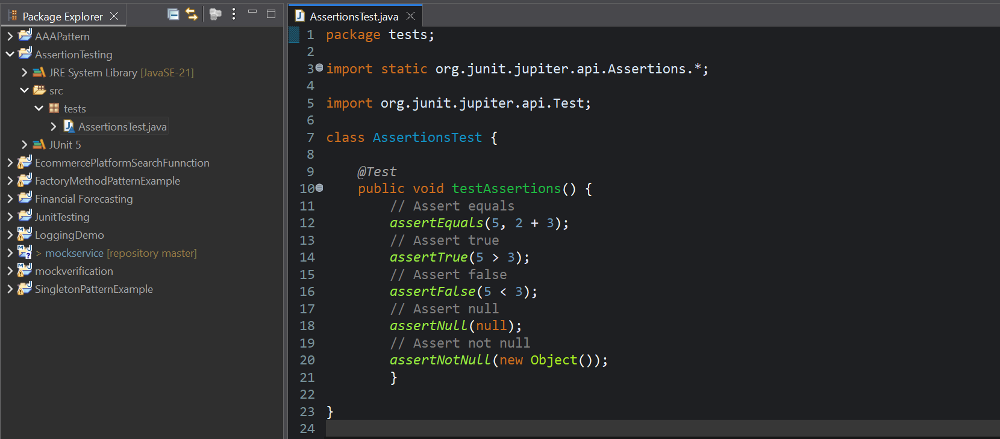 Package Explorer
AAAPattern
AssertionTesting
JRE System Library [JavaSE-21]
src
tests
AssertionsTest.java
JUnit 5
EcommercePlatformSearchFunnction
FactoryMethodPatternExample
Financial Forecasting
JunitTesting
LoggingDemo
> mockservice [repository master]
mockverification
SingletonPatternExample
AssertionsTest.java
1 package tests;
2
3 import static org.junit.jupiter.api.Assertions.*;
4
5 import org.junit.jupiter.api.Test;
6
7 class AssertionsTest {
8
9 @Test
10 public void testAssertions() {
11 // Assert equals
12 assertEquals(5, 2 + 3);
13 // Assert true
14 assertTrue(5 > 3);
15 // Assert false
16 assertFalse(5 < 3);
17 // Assert null
18 assertNull(null);
19 // Assert not null
20 assertNotNull(new Object());
21 }
22
23 }
24